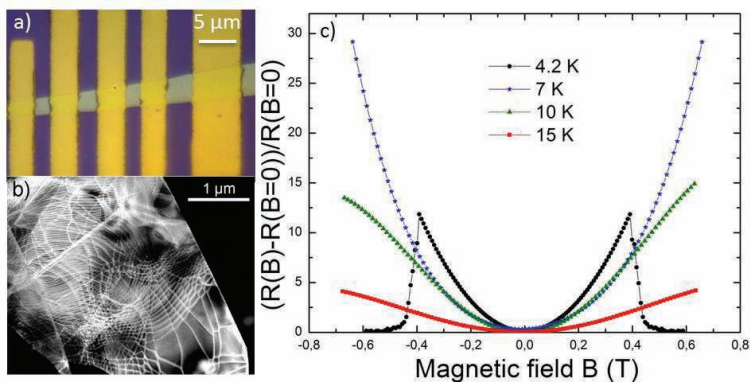 a)
5 µm
b)
1 µm
c)
(R(B)-R(B=0))/R(B=0)
30
25
20
15
10
5
0
4.2 K
7 K
10 K
15 K
-0,8 -0,6 -0,4 -0,2 0,0 0,2 0,4 0,6 0,8
Magnetic field B (T)